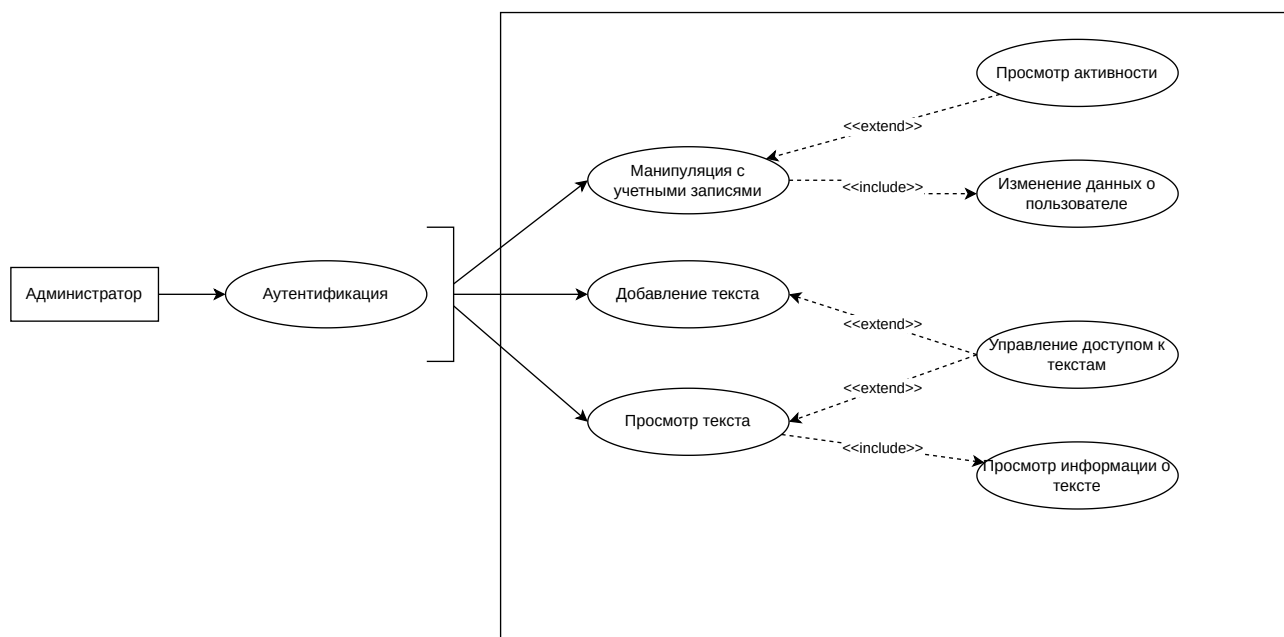 Просмотр активности
<<extend>>
Манипуляция с
учетными записями
<<include>>
Изменение данных о
пользователе
Администратор
Аутентификация
Добавление текста
<<extend>>
Управление доступом к
текстам
<<extend>>
Просмотр текста
<<include>>
Просмотр информации о
тексте